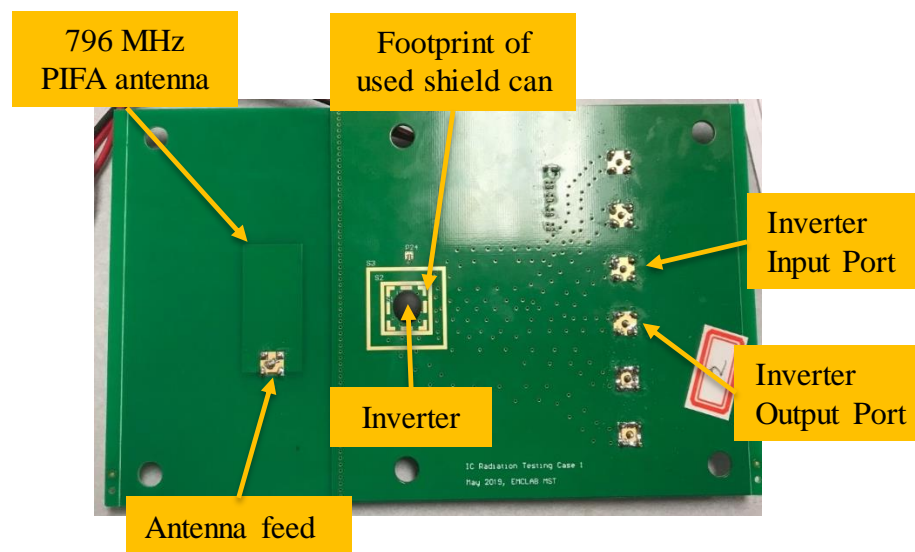 796 MHz
PIFA antenna
Footprint of
used shield can
S3
S2
Inverter
Input Port
Inverter
Output Port
Inverter
Antenna feed
IC Radiation Testing Case 1
May 2019, EMCLAB MST